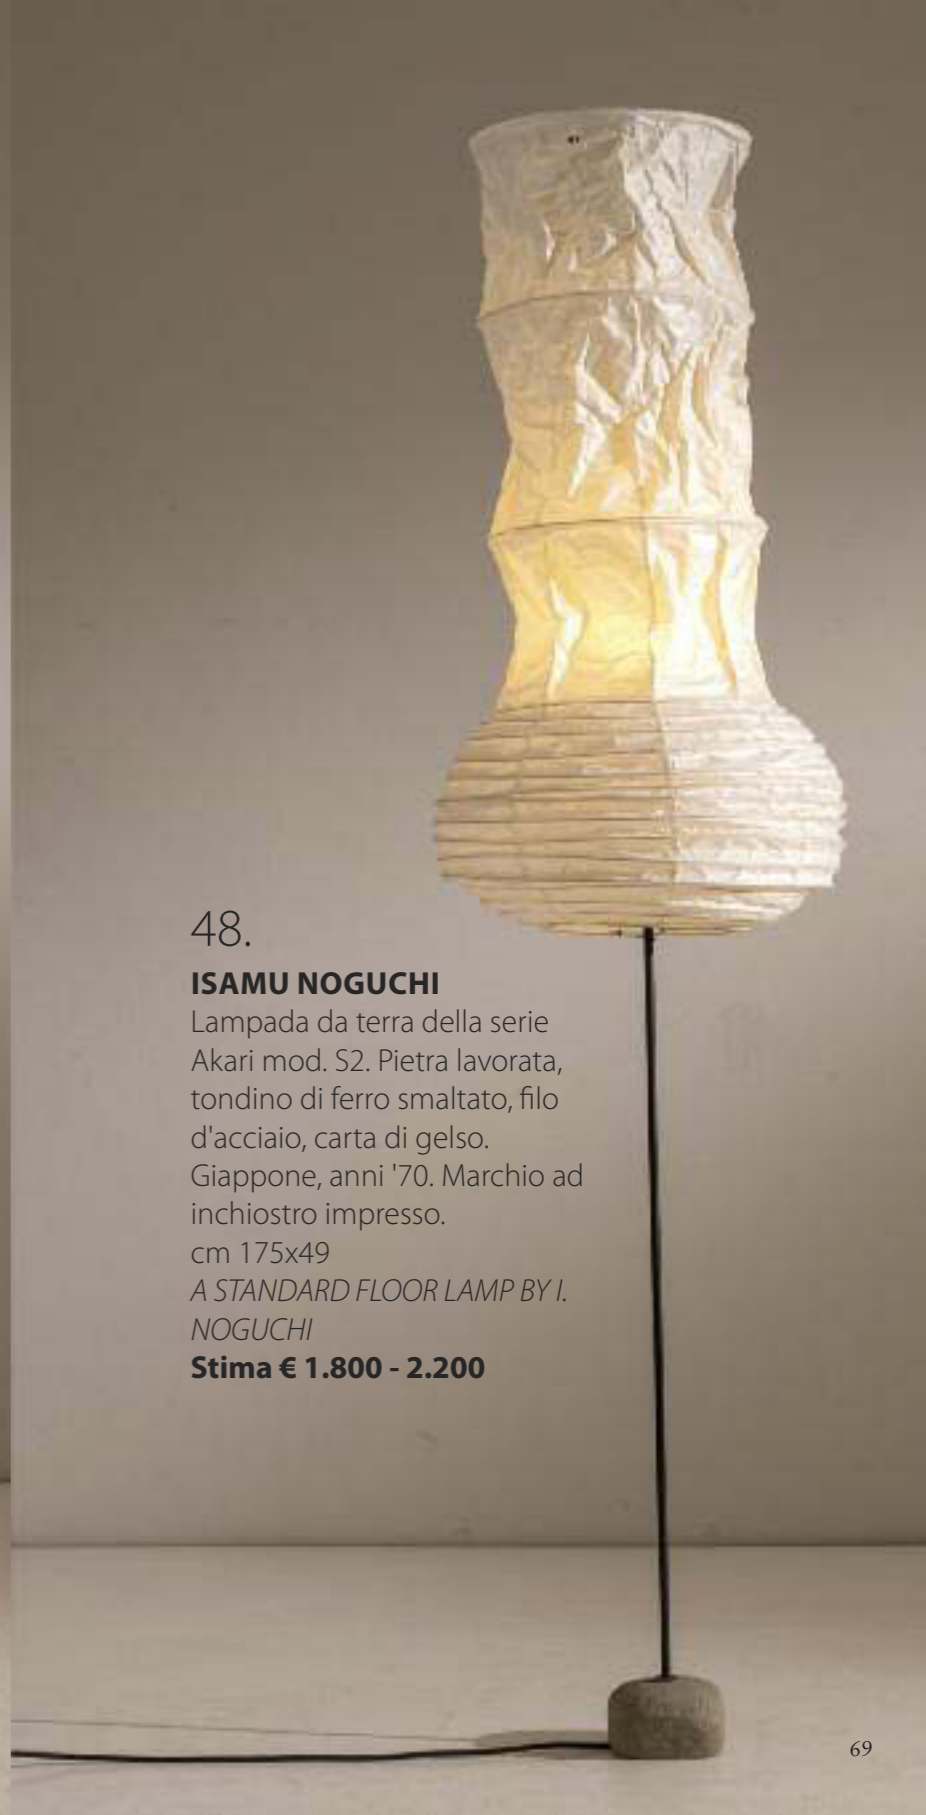 48.
ISAMU NOGUCHI
Lampada da terra della serie
Akari mod. S2. Pietra lavorata,
tondino di ferro smaltato, filo
d'acciaio, carta di gelso.
Giappone, anni '70. Marchio ad
inchiostro impresso.
cm 175x49
A STANDARD FLOOR LAMP BY I.
NOGUCHI
Stima € 1.800 - 2.200
69